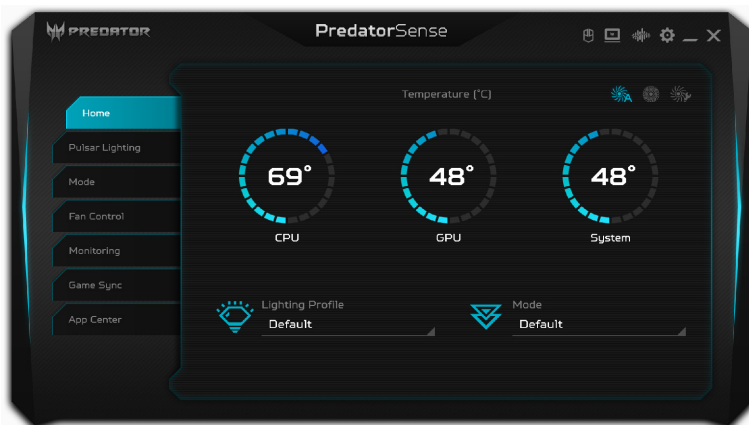 PREDATOR
PredatorSense
Temperature (°C)
Home
Pulsar Lighting
Mode
Fan Control
Monitoring
Game Sync
App Center
69°
48°
48°
CPU
GPU
System
Lighting Profile
Default
Mode
Default